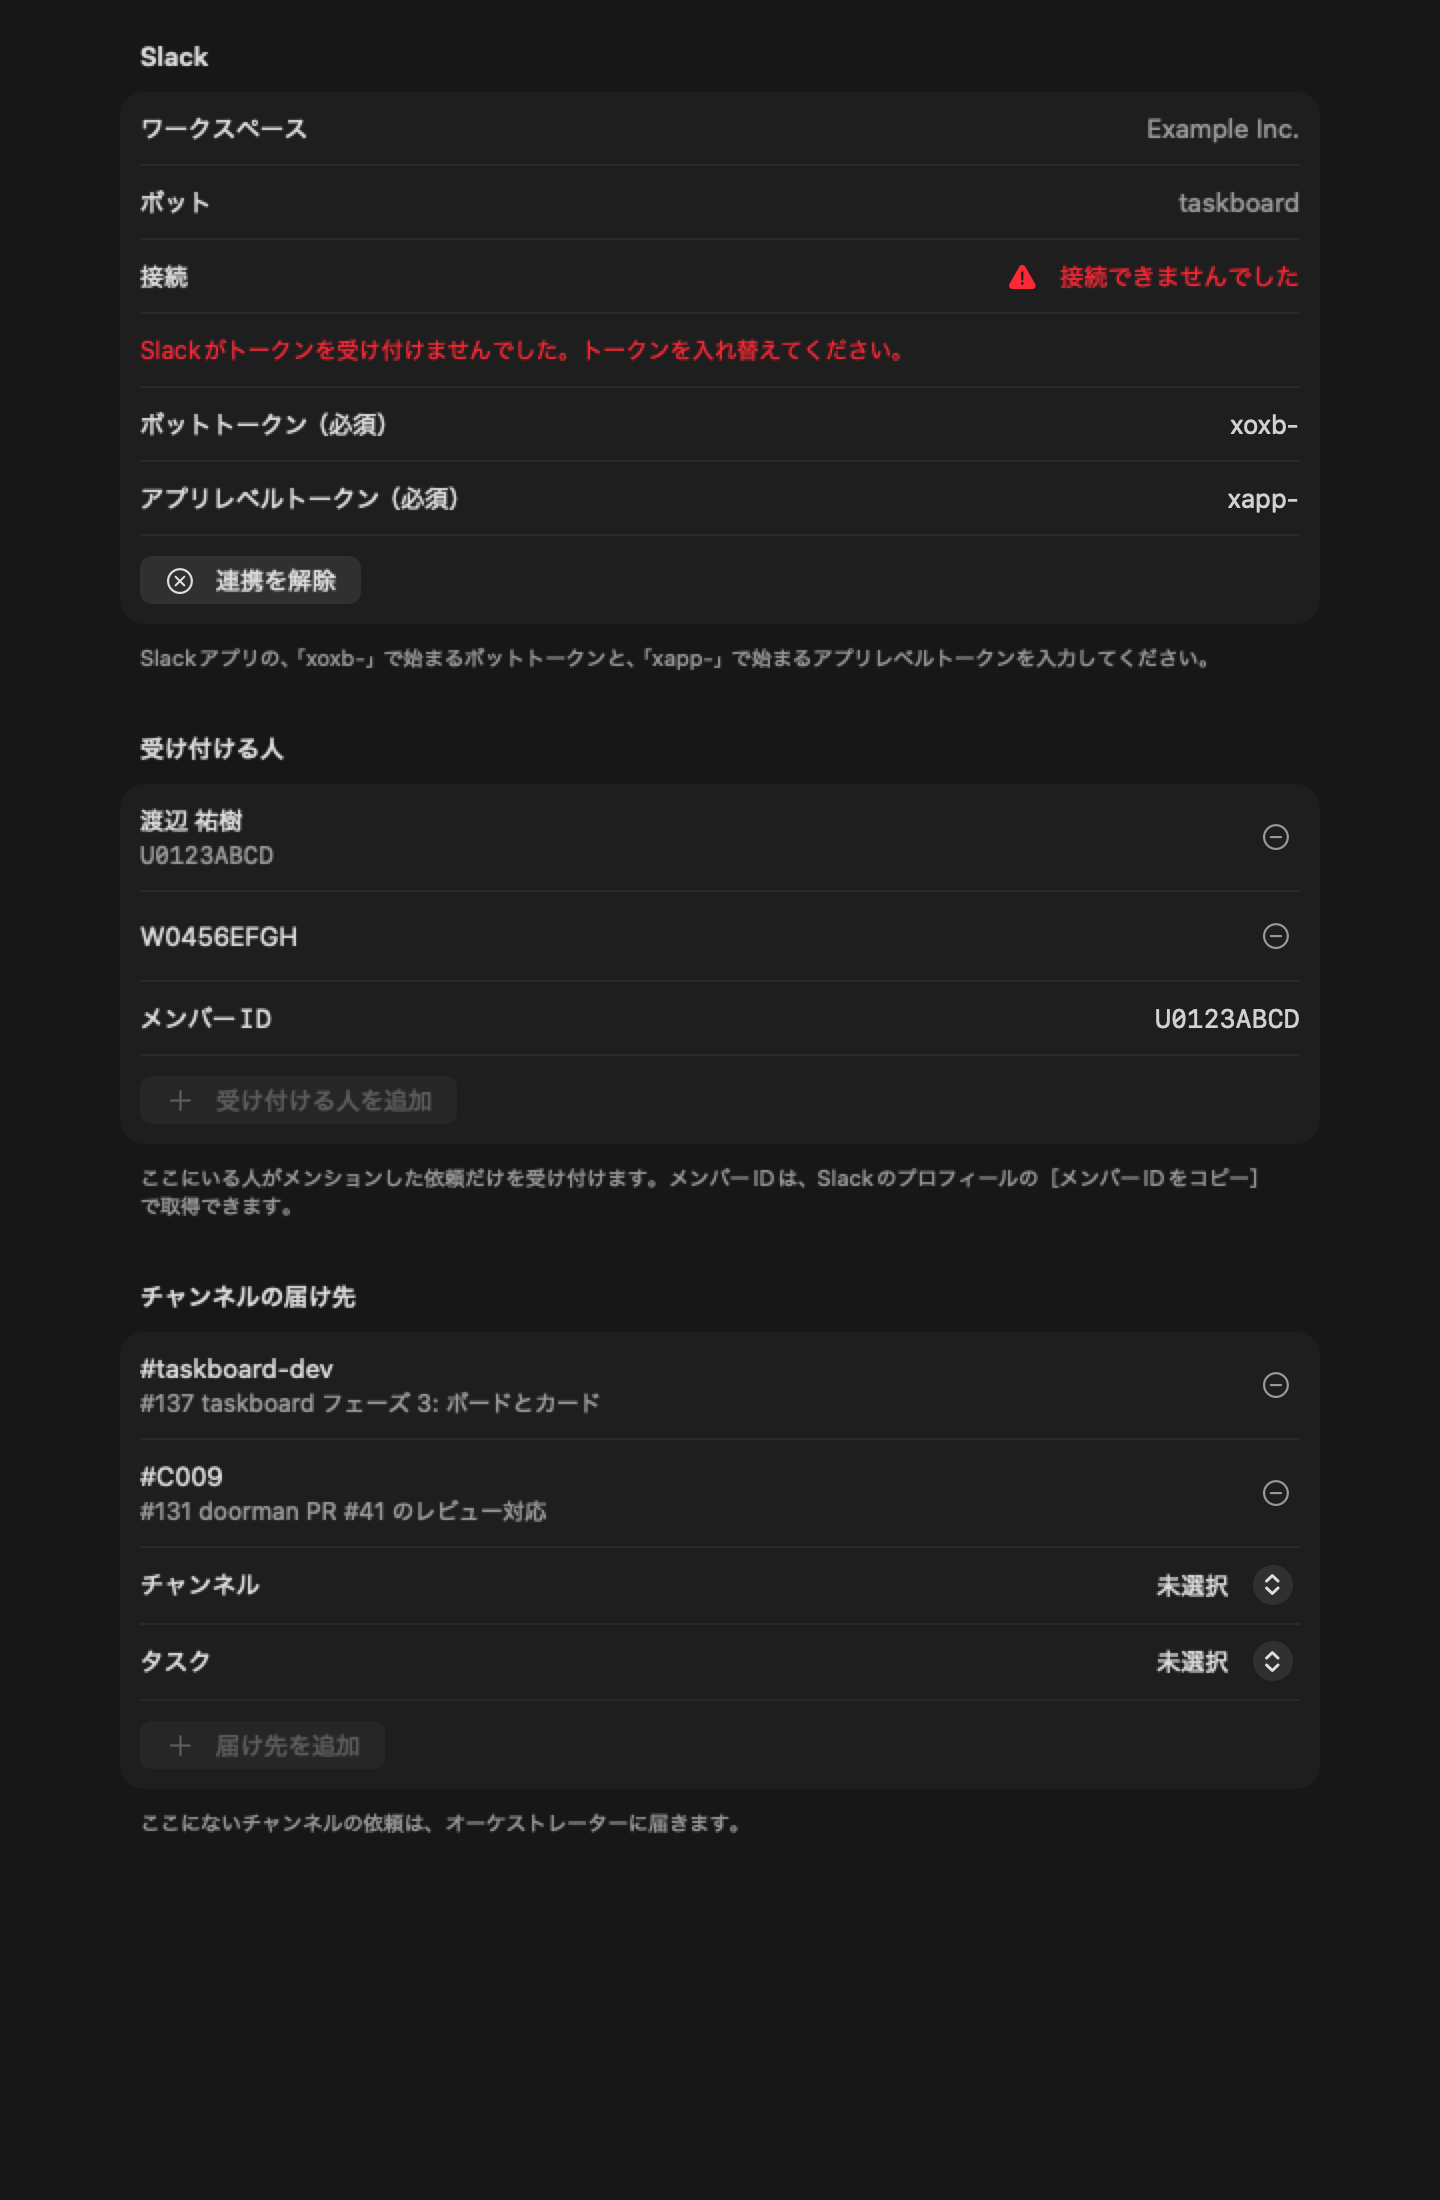 Slack
ワークスペース
Example Inc.
ボット
taskboard
接続
接続できませんでした
Slackがトークンを受け付けませんでした。トークンを入れ替えてください。
ボットトークン（必須）
xoxb-
アプリレベルトークン（必須）
xapp-
連携を解除
Slackアプリの、「xoxb-」で始まるボットトークンと、「xapp-」で始まるアプリレベルトークンを入力してください。
受け付ける人
渡辺 祐樹
U0123ABCD
W0456EFGH
メンバーID
U0123ABCD
受け付ける人を追加
ここにいる人がメンションした依頼だけを受け付けます。メンバーIDは、Slackのプロフィールの［メンバーIDをコピー］
で取得できます。
チャンネルの届け先
#taskboard-dev
#137 taskboard フェーズ 3: ボードとカード
#C009
#131 doorman PR #41 のレビュー対応
チャンネル
未選択
タスク
未選択
届け先を追加
ここにないチャンネルの依頼は、オーケストレーターに届きます。